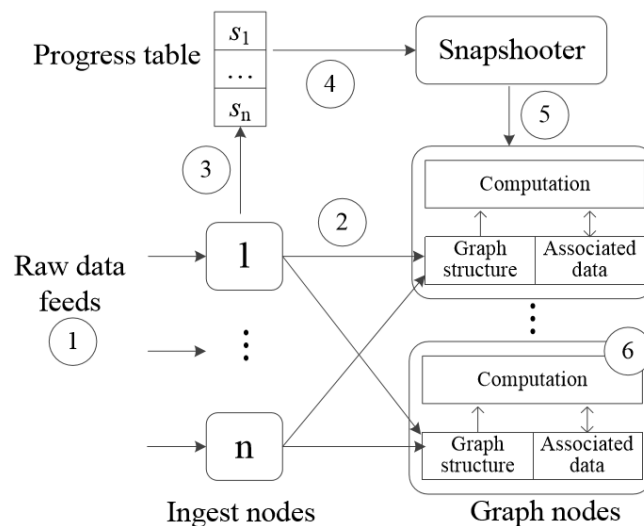 Progress table
s1
...
sn
4
Snapshooter
5
3
2
Computation
Graph structure
Associated data
1
Raw data
feeds
1
⋮
⋮
6
Computation
Graph structure
Associated data
n
Ingest nodes
Graph nodes